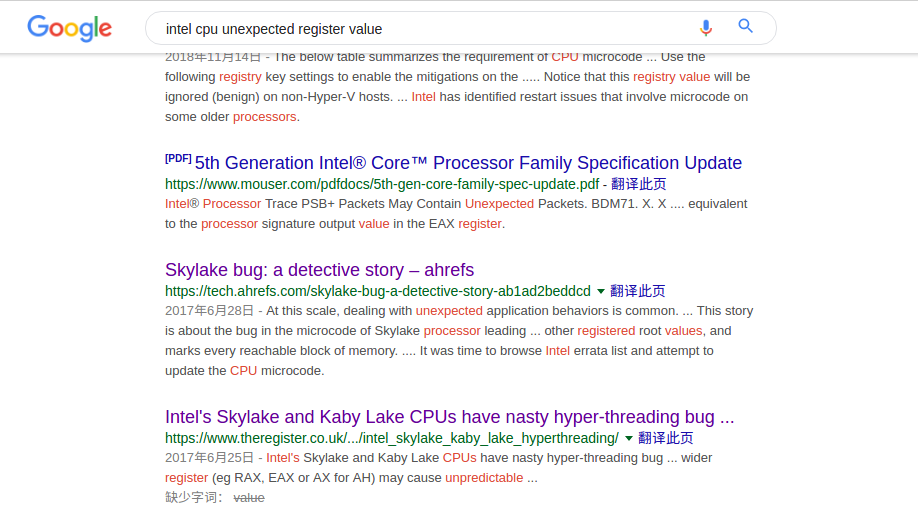 Google
intel cpu unexpected register value
2018年11月14日 - The below table summarizes the requirement of CPU microcode ... Use the
following registry key settings to enable the mitigations on the ..... Notice that this registry value will be
ignored (benign) on non-Hyper-V hosts. ... Intel has identified restart issues that involve microcode on
some older processors.
[PDF] 5th Generation Intel® Core™ Processor Family Specification Update
https://www.mouser.com/pdfdocs/5th-gen-core-family-spec-update.pdf - 翻译此页
Intel® Processor Trace PSB+ Packets May Contain Unexpected Packets. BDM71. X. X .... equivalent
to the processor signature output value in the EAX register.
Skylake bug: a detective story – ahrefs
https://tech.ahrefs.com/skylake-bug-a-detective-story-ab1ad2beddcd ▼ 翻译此页
2017年6月28日 - At this scale, dealing with unexpected application behaviors is common. ... This story
is about the bug in the microcode of Skylake processor leading ... other registered root values, and
marks every reachable block of memory. .... It was time to browse Intel errata list and attempt to
update the CPU microcode.
Intel's Skylake and Kaby Lake CPUs have nasty hyper-threading bug ...
https://www.theregister.co.uk/.../intel_skylake_kaby_lake_hyperthreading/ ▼ 翻译此页
2017年6月25日 - Intel's Skylake and Kaby Lake CPUs have nasty hyper-threading bug ... wider
register (eg RAX, EAX or AX for AH) may cause unpredictable ...
缺少字词: value